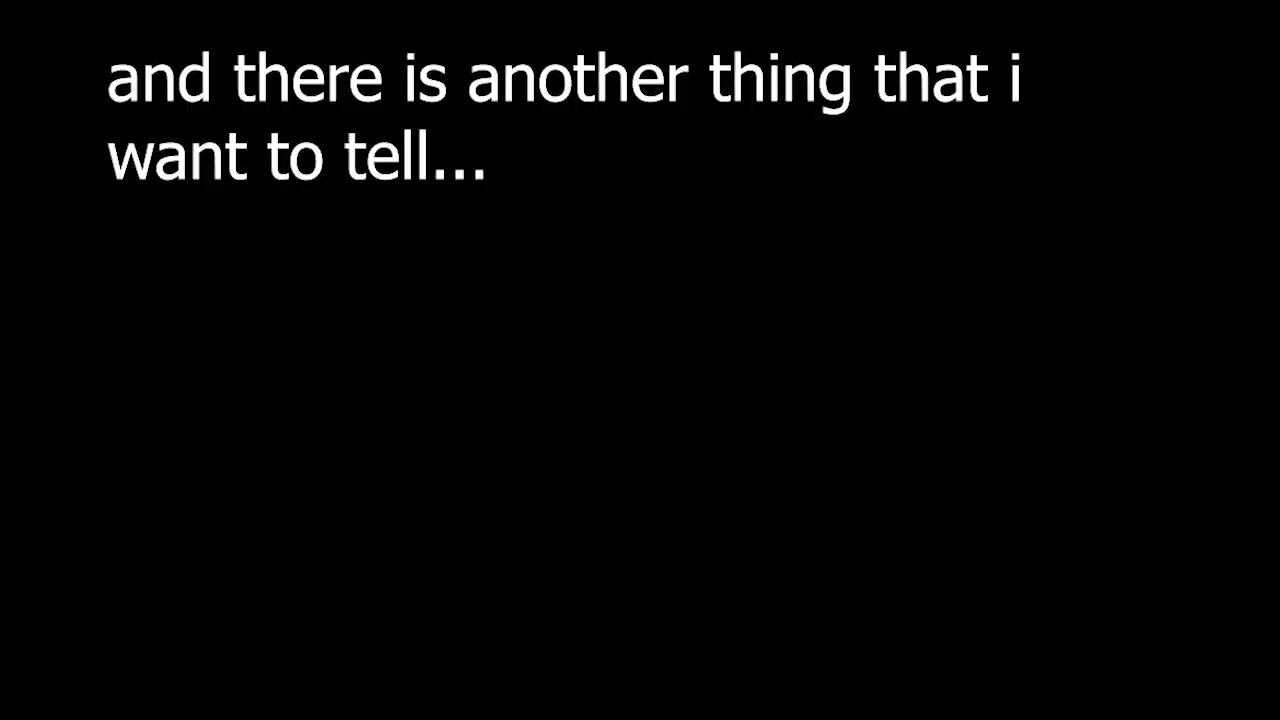 and there is another thing that i
want to tell...